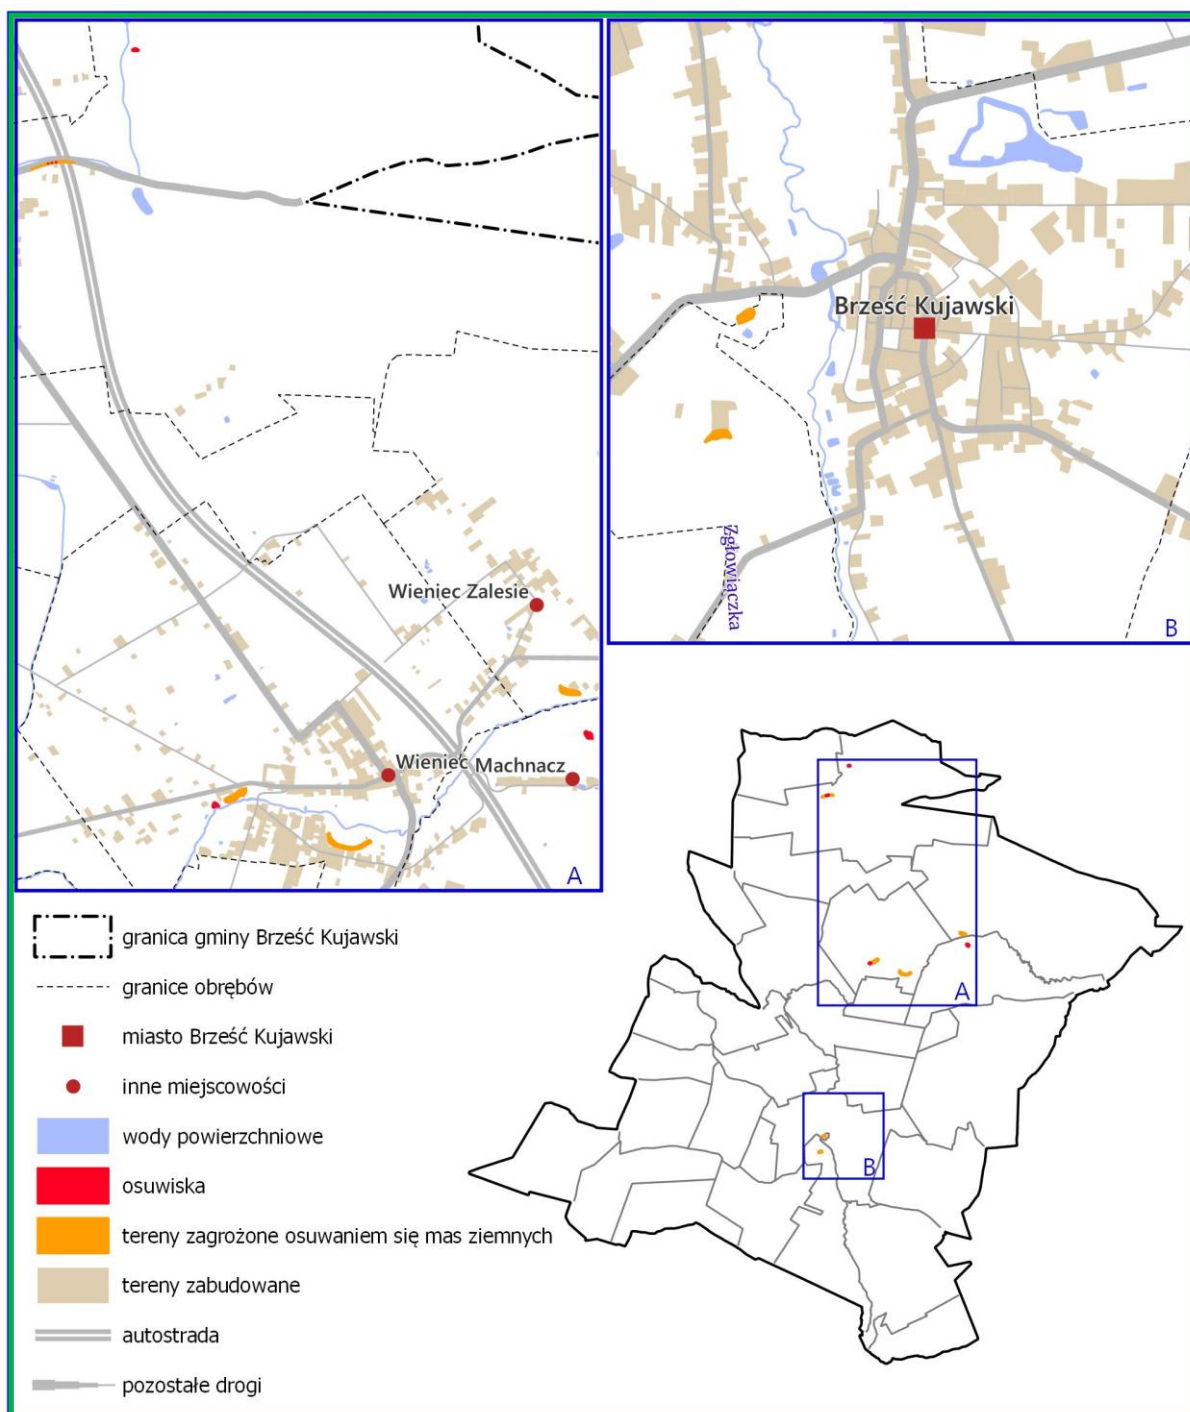 Wieniec Zalesie
Wieniec
Machnacz
A
Brześć Kujawski
Zgłowiączka
B
A
B
granica gminy Brześć Kujawski
granice obrębów
miasto Brześć Kujawski
inne miejscowości
wody powierzchniowe
osuwiska
tereny zagrożone osuwaniem się mas ziemnych
tereny zabudowane
autostrada
pozostałe drogi